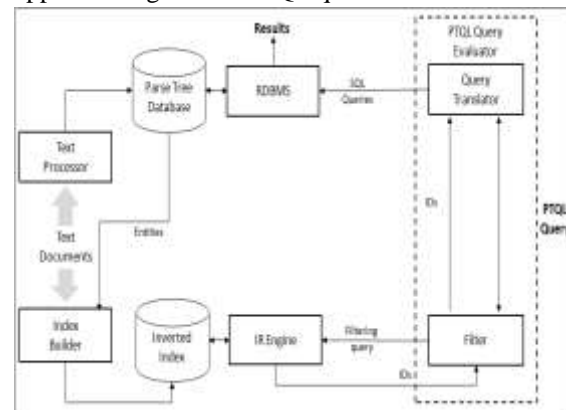 Results
PTQL Query
Evaluator
Parse Tree
Database
RDBMS
SQL
Queries
Query
Translator
Text
Processor
IDs
Entities
PTQL
Query
Text
Documents
Index
Builder
Inverted
Index
IR Engine
Filtering
query
Filter
IDs